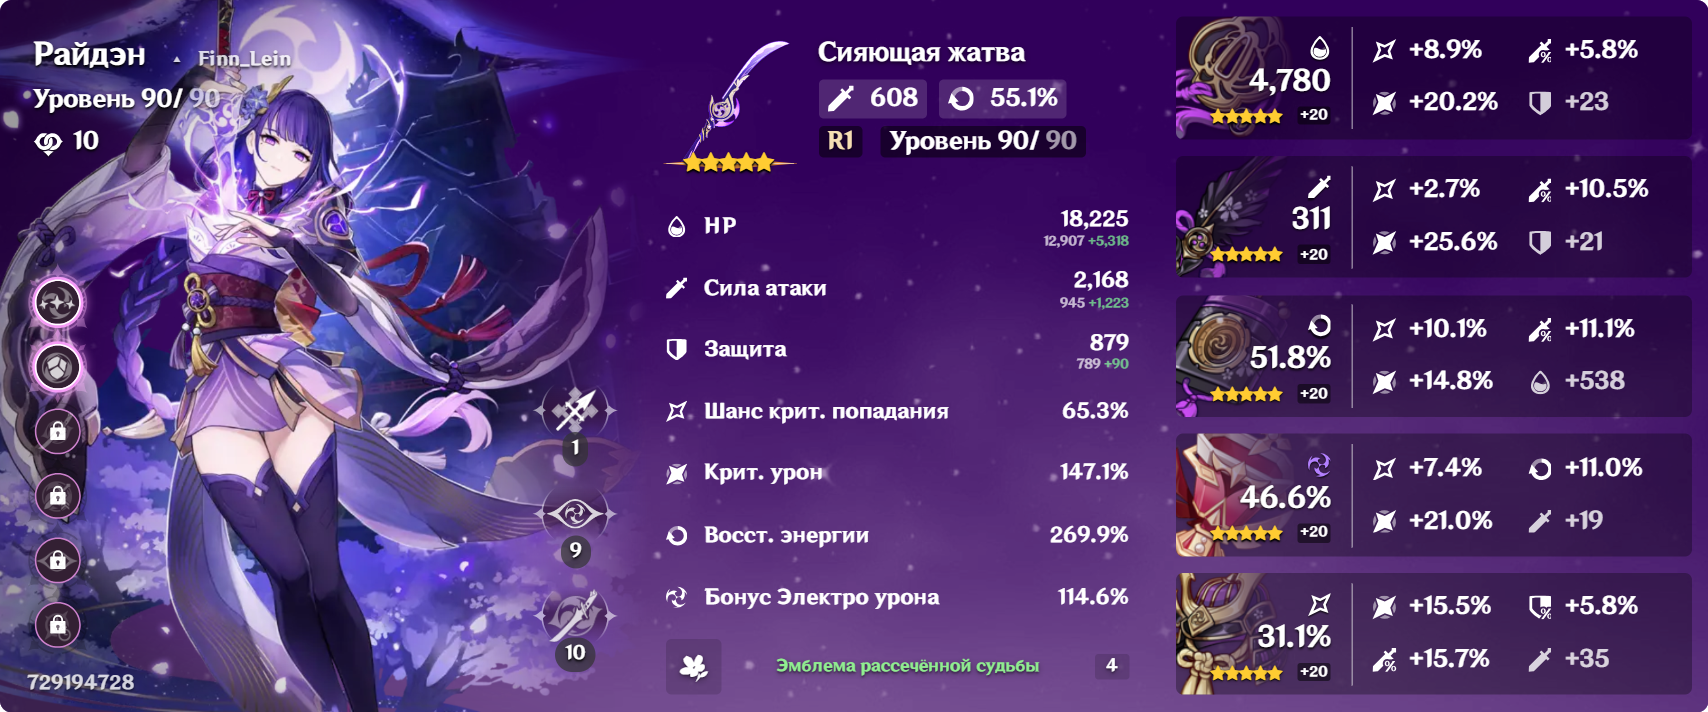 Райдэн ▲ Finn_Lein
Уровень 90/ 90
10
1
9
10
729194728
Сияющая жатва
608 55.1%
R1 Уровень 90/ 90
HP 18,225
12,907 +5,318
Сила атаки 2,168
945 +1,223
Защита 879
789 +90
Шанс крит. попадания 65.3%
Крит. урон 147.1%
Восст. энергии 269.9%
Бонус Электро урона 114.6%
Эмблема рассечённой судьбы 4
4,780
+20
+8.9% +5.8%
+20.2% +23
311
+20
+2.7% +10.5%
+25.6% +21
51.8%
+20
+10.1% +11.1%
+14.8% +538
46.6%
+20
+7.4% +11.0%
+21.0% +19
31.1%
+20
+15.5% +5.8%
+15.7% +35